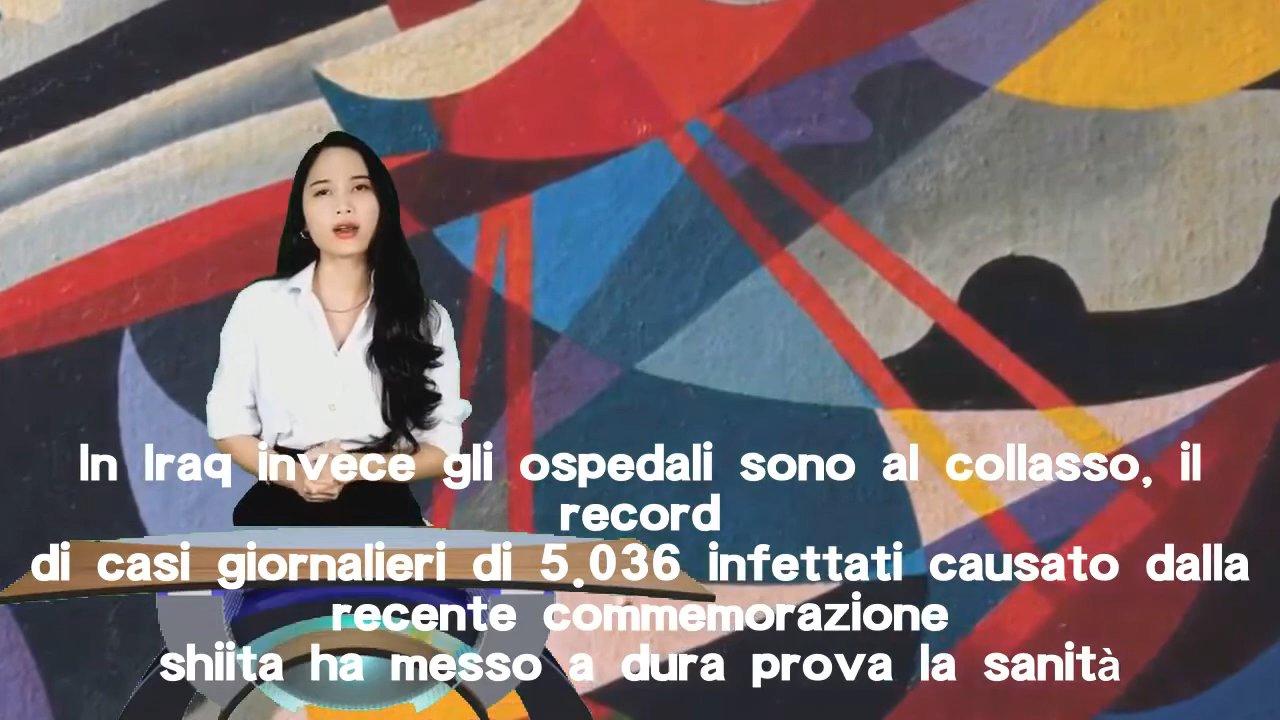 In Iraq invece gli ospedali sono al collasso, il
record
di casi giornalieri di 5.036 infettati causato dalla
recente commemorazione
shiita ha messo a dura prova la sanità